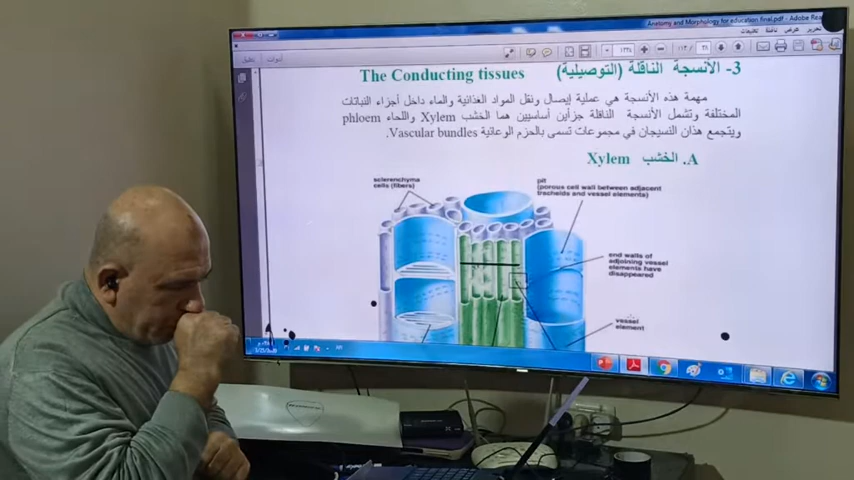 Anatomy and Morphology for education final.pdf - Adobe Reader
3- الأنسجة الناقلة (التوصيلية) The Conducting tissues
مهمة هذه الأنسجة هي عملية إيصال ونقل المواد الغذائية والماء داخل أجزاء النباتات
المختلفة وتشمل الأنسجة الناقلة جزأين أساسيين هما الخشب Xylem واللحاء phloem
ويتجمع هذان النسيجان في مجموعات تسمى بالحزم الوعائية Vascular bundles.
A. الخشب Xylem
sclerenchyma
cells (fibers)
pit
(porous cell wall between adjacent
tracheids and vessel elements)
end walls of
adjoining vessel
elements have
disappeared
vessel
element